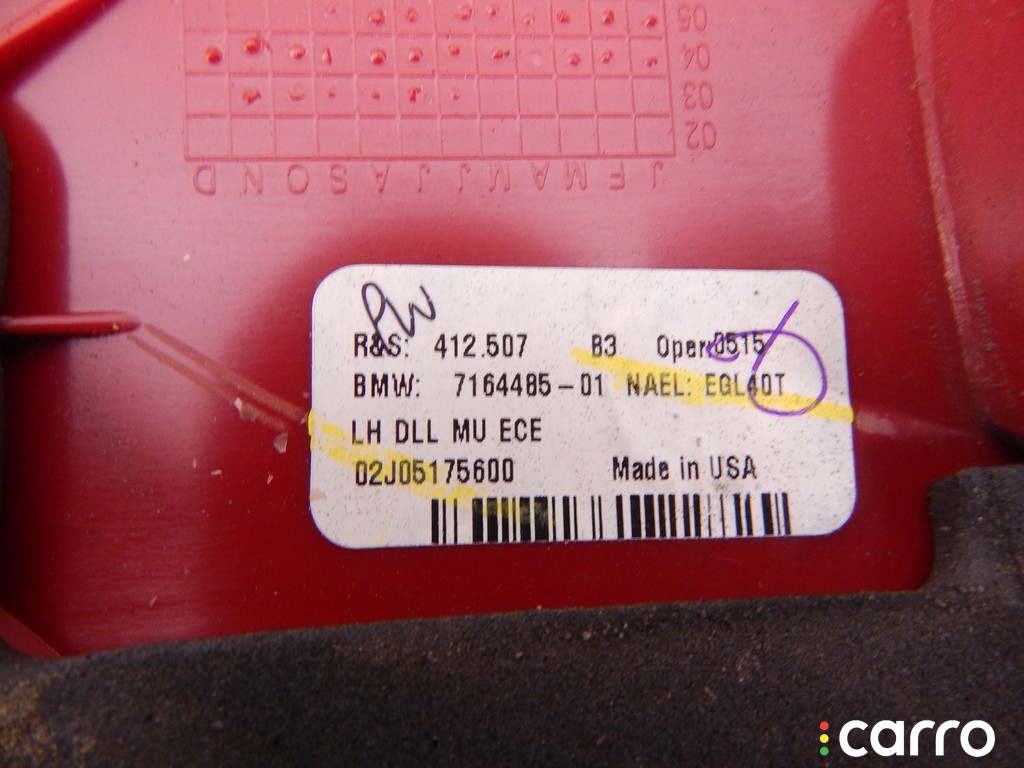 05
04
03
02
J F M A M J J A S O N D
R&S: 412.507 B3 Oper:0515
BMW: 7164485-01 NAEL: EGL40T
LH DLL MU ECE
02J05175600 Made in USA
carro